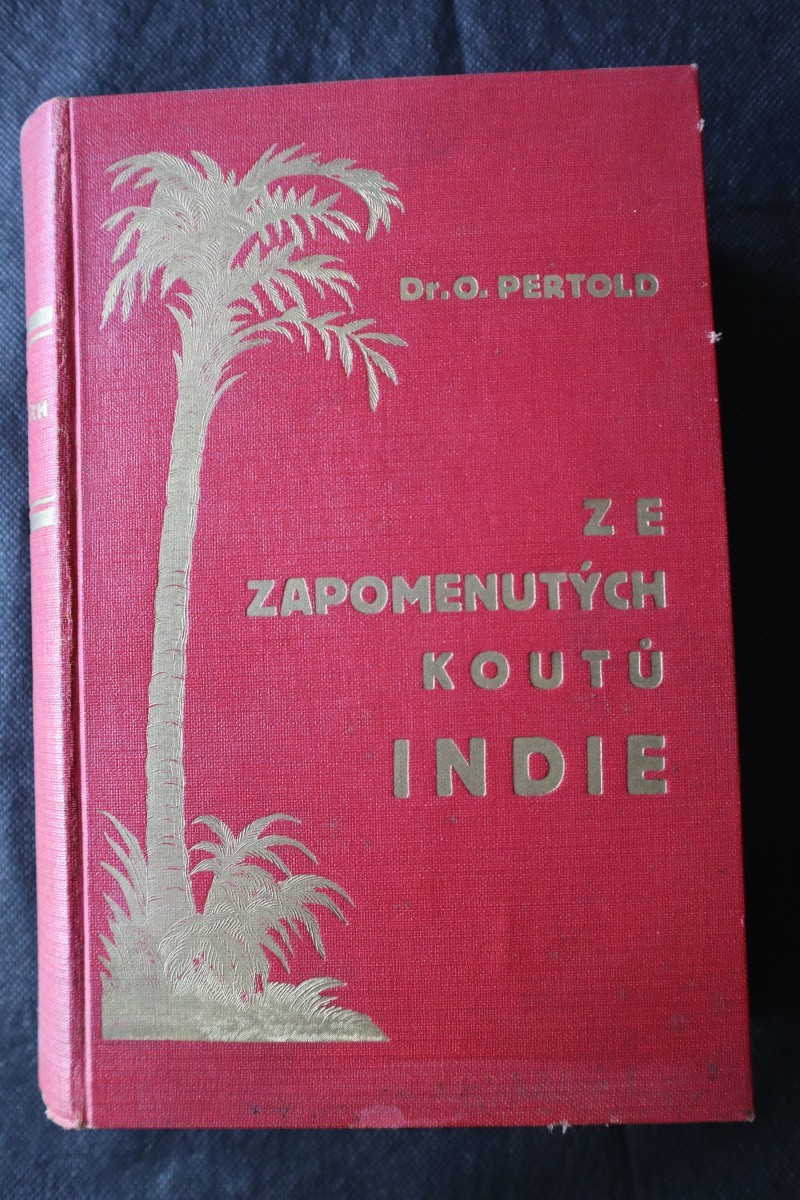 Dr. O. PERTOLD
ZE
ZAPOMENUTÝCH
KOUTŮ
INDIE